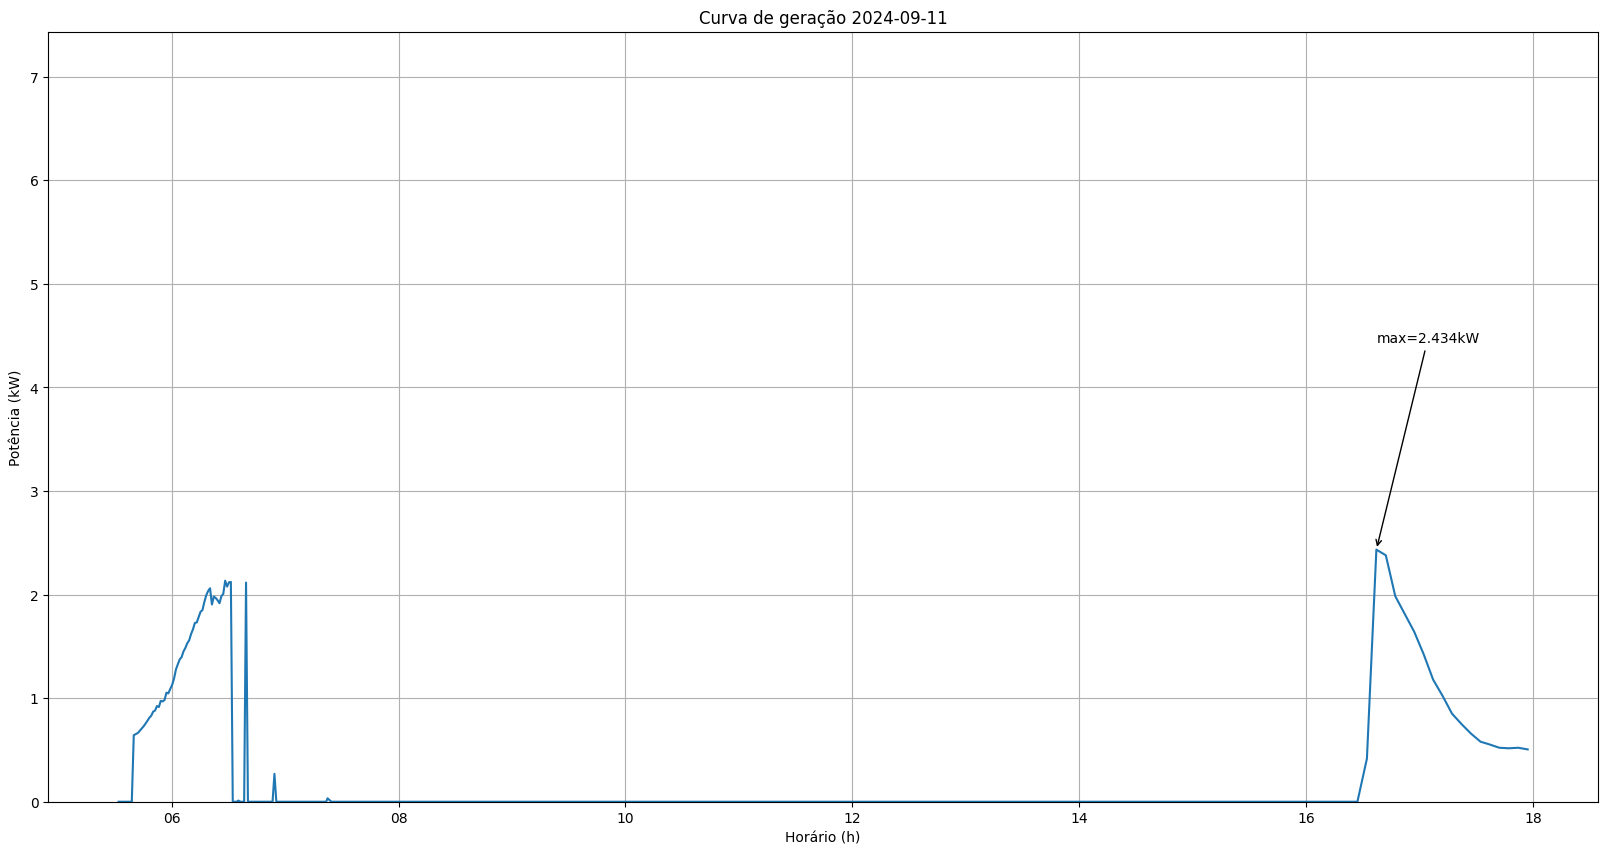 Curva de geração 2024-09-11
7
6
5
4
3
2
1
0
Potência (kW)
max=2.434kW
06 08 10 12 14 16 18
Horário (h)